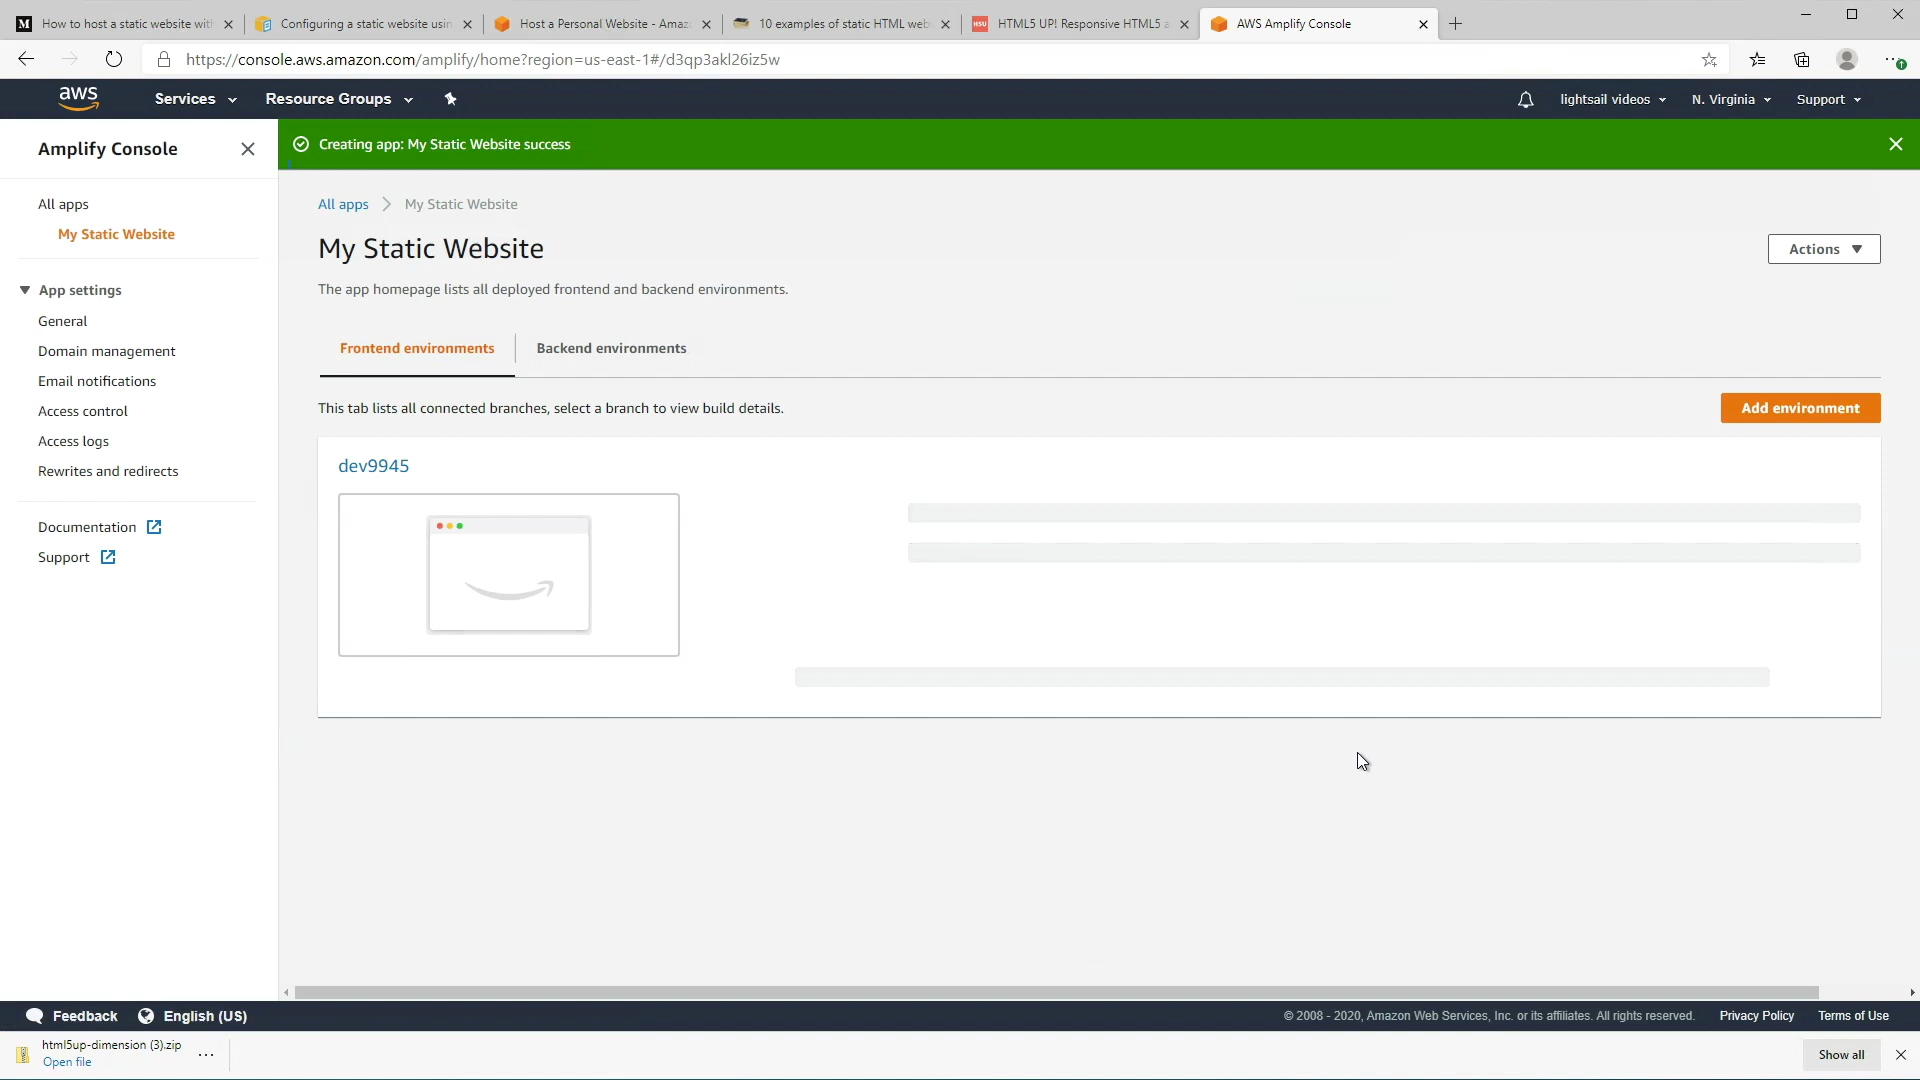 How to host a static website wit
Configuring a static website usin
Host a Personal Website - Amaz
10 examples of static HTML web
HTML5 UP! Responsive HTML5 a
AWS Amplify Console
https://console.aws.amazon.com/amplify/home?region=us-east-1#/d3qp3akl26iz5w
aws
Services
Resource Groups
lightsail videos
N. Virginia
Support
Amplify Console
Creating app: My Static Website success
All apps
My Static Website
App settings
General
Domain management
Email notifications
Access control
Access logs
Rewrites and redirects
Documentation
Support
All apps
My Static Website
My Static Website
Actions
The app homepage lists all deployed frontend and backend environments.
Frontend environments
Backend environments
This tab lists all connected branches, select a branch to view build details.
Add environment
dev9945
Feedback
English (US)
© 2008 - 2020, Amazon Web Services, Inc. or its affiliates. All rights reserved.
Privacy Policy
Terms of Use
html5up-dimension (3).zip
Open file
Show all